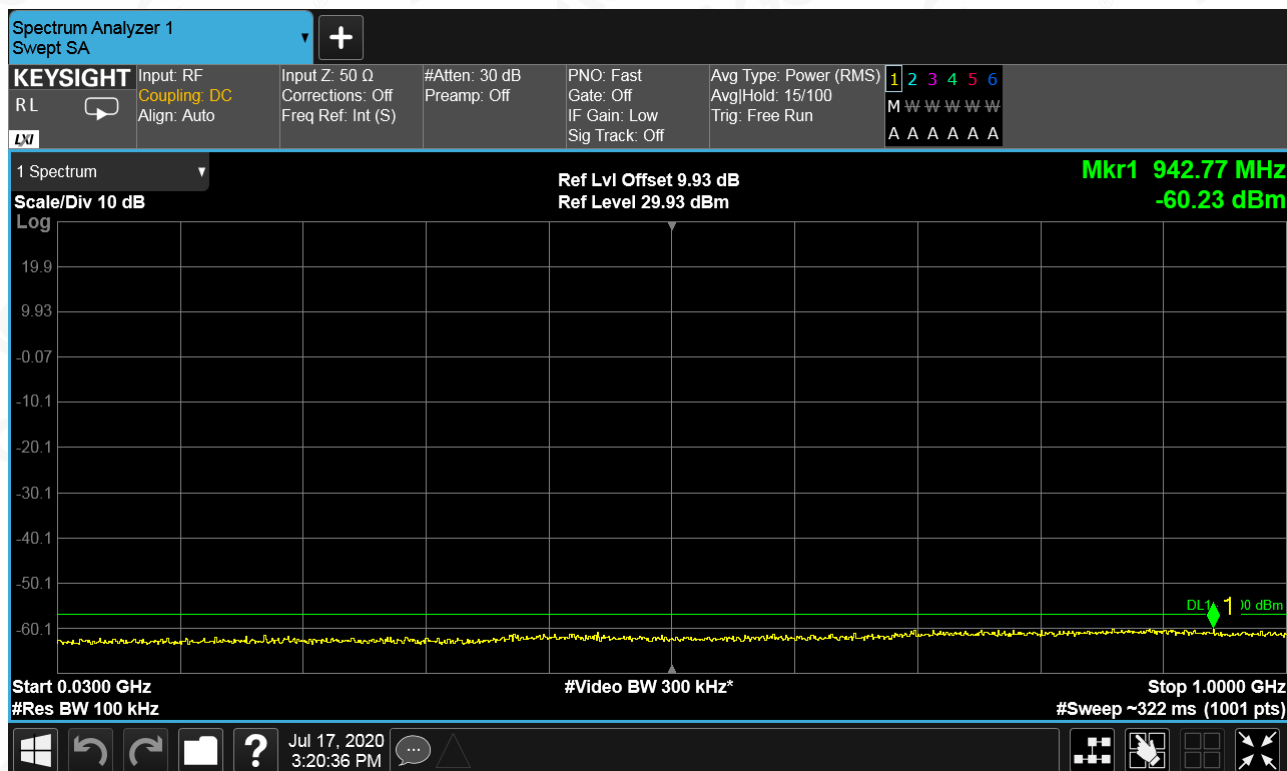 Spectrum Analyzer 1
Swept SA
KEYSIGHT
RL
LXI
Input: RF
Coupling: DC
Align: Auto
Input Z: 50 Ω
Corrections: Off
Freq Ref: Int (S)
#Atten: 30 dB
Preamp: Off
PNO: Fast
Gate: Off
IF Gain: Low
Sig Track: Off
Avg Type: Power (RMS)
Avg|Hold: 15/100
Trig: Free Run
1 2 3 4 5 6
M W W W W W
A A A A A A
1 Spectrum
Scale/Div 10 dB
Ref Lvl Offset 9.93 dB
Ref Level 29.93 dBm
Mkr1 942.77 MHz
-60.23 dBm
Log
19.9
9.93
-0.07
-10.1
-20.1
-30.1
-40.1
-50.1
DL1 1 dBm
-60.1
Start 0.0300 GHz
#Video BW 300 kHz*
Stop 1.0000 GHz
#Res BW 100 kHz
#Sweep ~322 ms (1001 pts)
?
Jul 17, 2020
3:20:36 PM